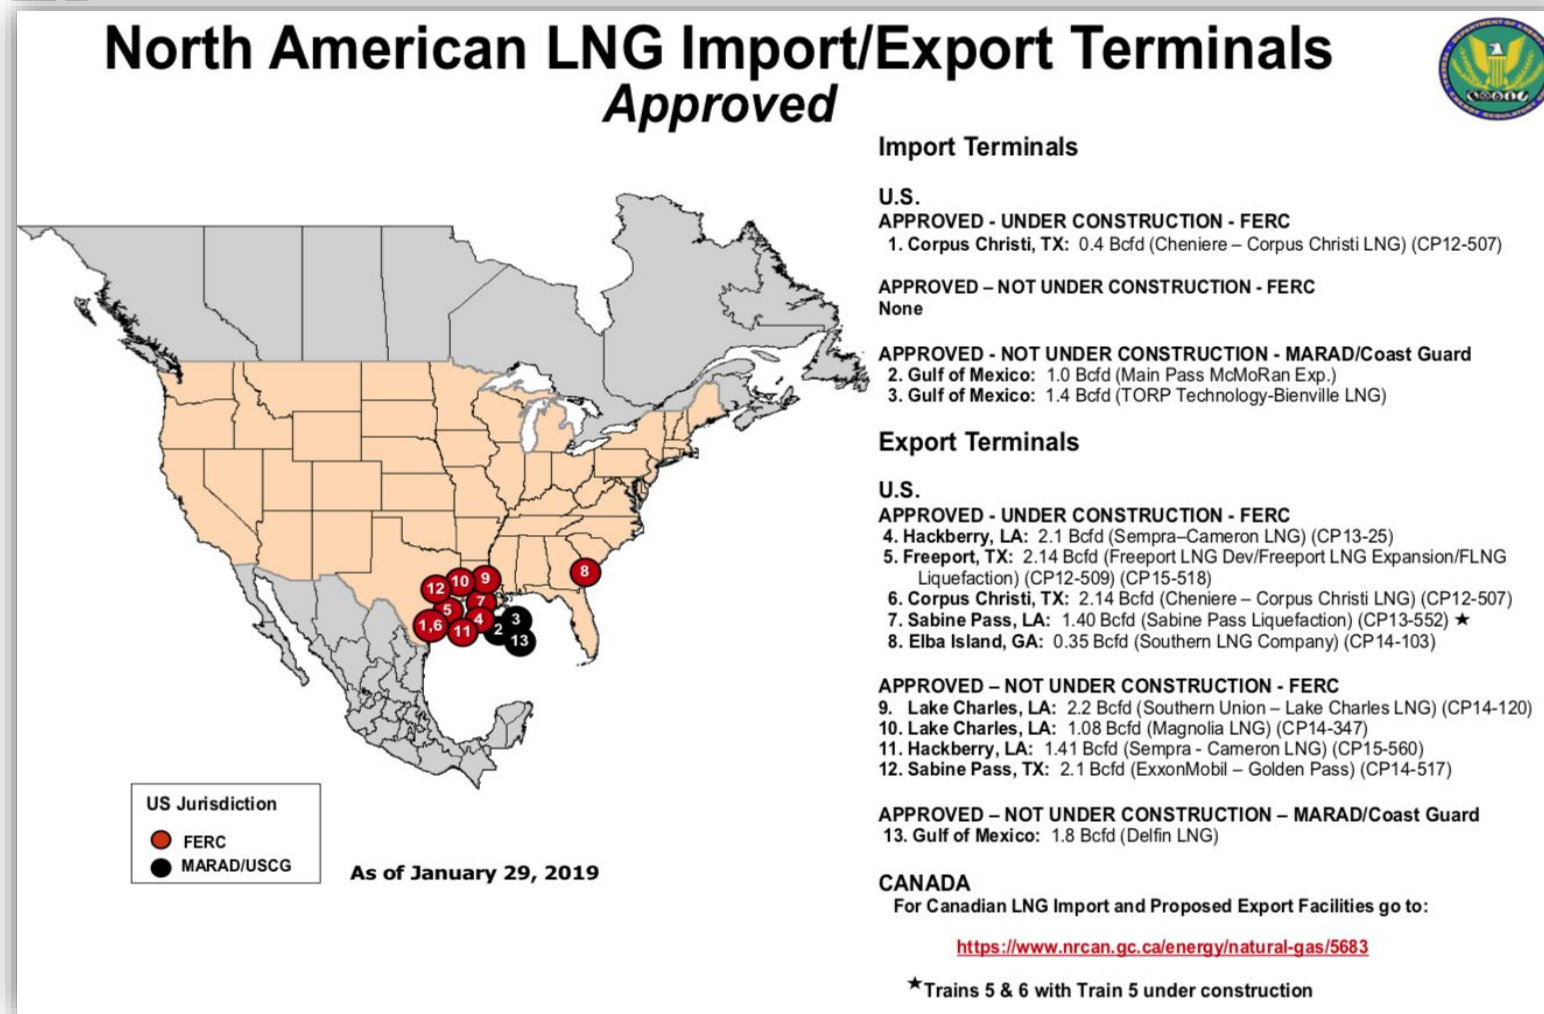 North American LNG Import/Export Terminals
Approved
Import Terminals
U.S.
APPROVED - UNDER CONSTRUCTION - FERC
1. Corpus Christi, TX: 0.4 Bcfd (Cheniere – Corpus Christi LNG) (CP12-507)
APPROVED – NOT UNDER CONSTRUCTION - FERC
None
APPROVED - NOT UNDER CONSTRUCTION - MARAD/Coast Guard
2. Gulf of Mexico: 1.0 Bcfd (Main Pass McMoRan Exp.)
3. Gulf of Mexico: 1.4 Bcfd (TORP Technology-Bienville LNG)
Export Terminals
U.S.
APPROVED - UNDER CONSTRUCTION - FERC
4. Hackberry, LA: 2.1 Bcfd (Sempra–Cameron LNG) (CP13-25)
5. Freeport, TX: 2.14 Bcfd (Freeport LNG Dev/Freeport LNG Expansion/FLNG
Liquefaction) (CP12-509) (CP15-518)
6. Corpus Christi, TX: 2.14 Bcfd (Cheniere – Corpus Christi LNG) (CP12-507)
7. Sabine Pass, LA: 1.40 Bcfd (Sabine Pass Liquefaction) (CP13-552) ★
8. Elba Island, GA: 0.35 Bcfd (Southern LNG Company) (CP14-103)
APPROVED – NOT UNDER CONSTRUCTION - FERC
9. Lake Charles, LA: 2.2 Bcfd (Southern Union – Lake Charles LNG) (CP14-120)
10. Lake Charles, LA: 1.08 Bcfd (Magnolia LNG) (CP14-347)
11. Hackberry, LA: 1.41 Bcfd (Sempra - Cameron LNG) (CP15-560)
12. Sabine Pass, TX: 2.1 Bcfd (ExxonMobil – Golden Pass) (CP14-517)
APPROVED – NOT UNDER CONSTRUCTION – MARAD/Coast Guard
13. Gulf of Mexico: 1.8 Bcfd (Delfin LNG)
CANADA
For Canadian LNG Import and Proposed Export Facilities go to:
https://www.nrcan.gc.ca/energy/natural-gas/5683
★Trains 5 & 6 with Train 5 under construction
12 10 9 8
5 7
1,6 11 4 2 3
13
US Jurisdiction
FERC
MARAD/USCG
As of January 29, 2019